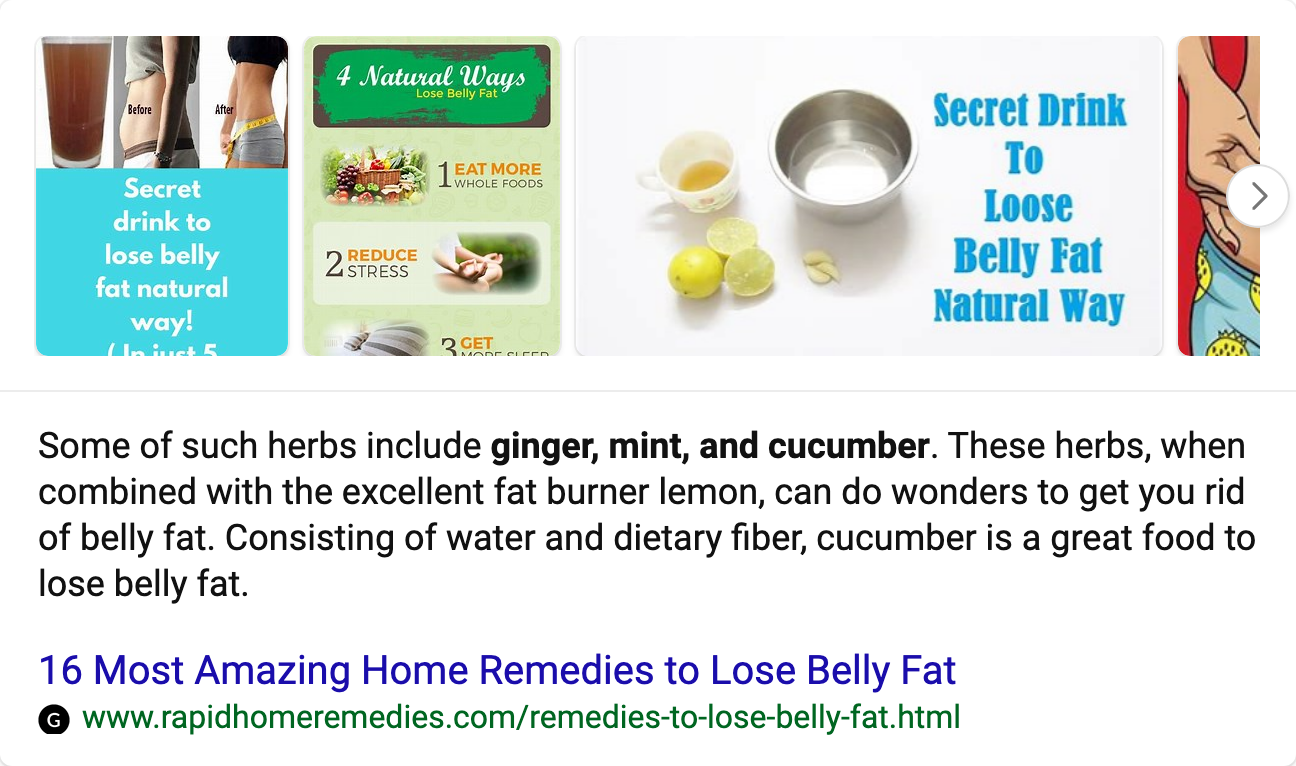 Before
After
Secret
drink to
lose belly
fat natural
way!
( In just 5
4 Natural Ways
Lose Belly Fat
1 EAT MORE
WHOLE FOODS
2 REDUCE
STRESS
3 GET
MORE SLEEP
Secret Drink
To
Loose
Belly Fat
Natural Way
Some of such herbs include ginger, mint, and cucumber. These herbs, when
combined with the excellent fat burner lemon, can do wonders to get you rid
of belly fat. Consisting of water and dietary fiber, cucumber is a great food to
lose belly fat.
16 Most Amazing Home Remedies to Lose Belly Fat
G www.rapidhomeremedies.com/remedies-to-lose-belly-fat.html